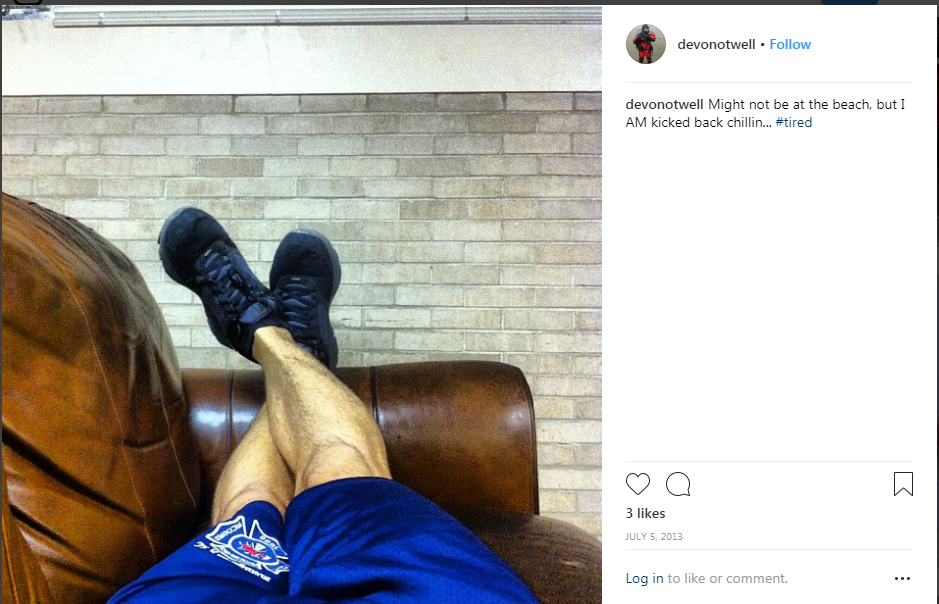 devonotwell • Follow
devonotwell Might not be at the beach, but I
AM kicked back chillin... #tired
3 likes
JULY 5, 2013
Log in to like or comment.